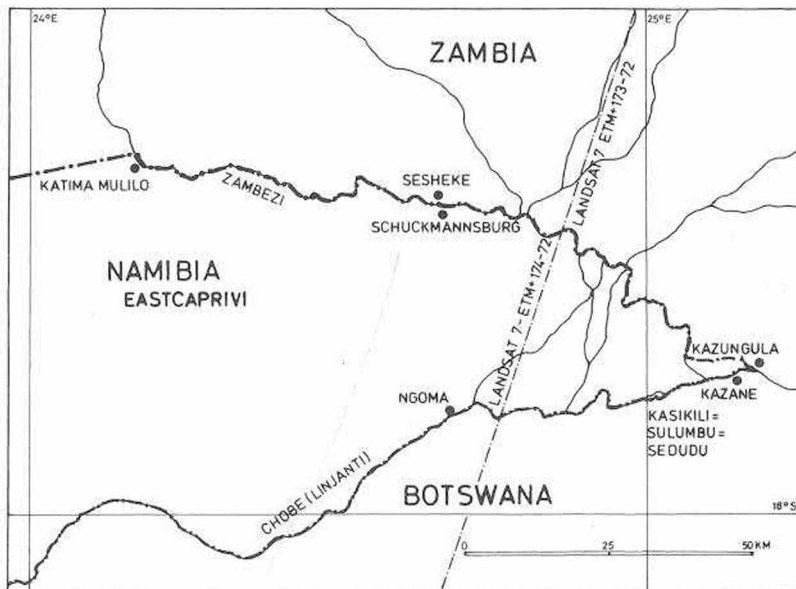 24°E
25°E
ZAMBIA
LANDSAT 7 ETM+173-72
KATIMA MULILO
ZAMBEZI
SESHEKE
SCHUCKMANNSBURG
NAMIBIA
EASTCAPRIVI
LANDSAT 7-ETM+174-72
KAZUNGULA
KAZANE
NGOMA
KASIKILI=
SULUMBU=
SEDUDU
CHOBE(LINJANTI)
BOTSWANA
18°S
0 25 50 KM